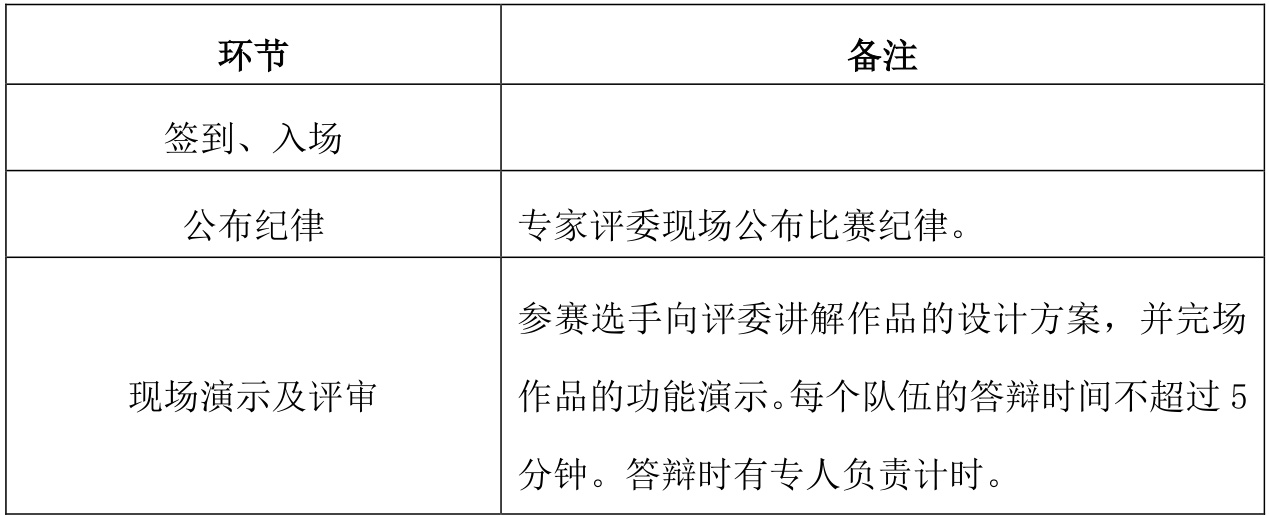 环节
备注
签到、入场
公布纪律
专家评委现场公布比赛纪律。
现场演示及评审
参赛选手向评委讲解作品的设计方案，并完场
作品的功能演示。每个队伍的答辩时间不超过 5
分钟。答辩时有专人负责计时。